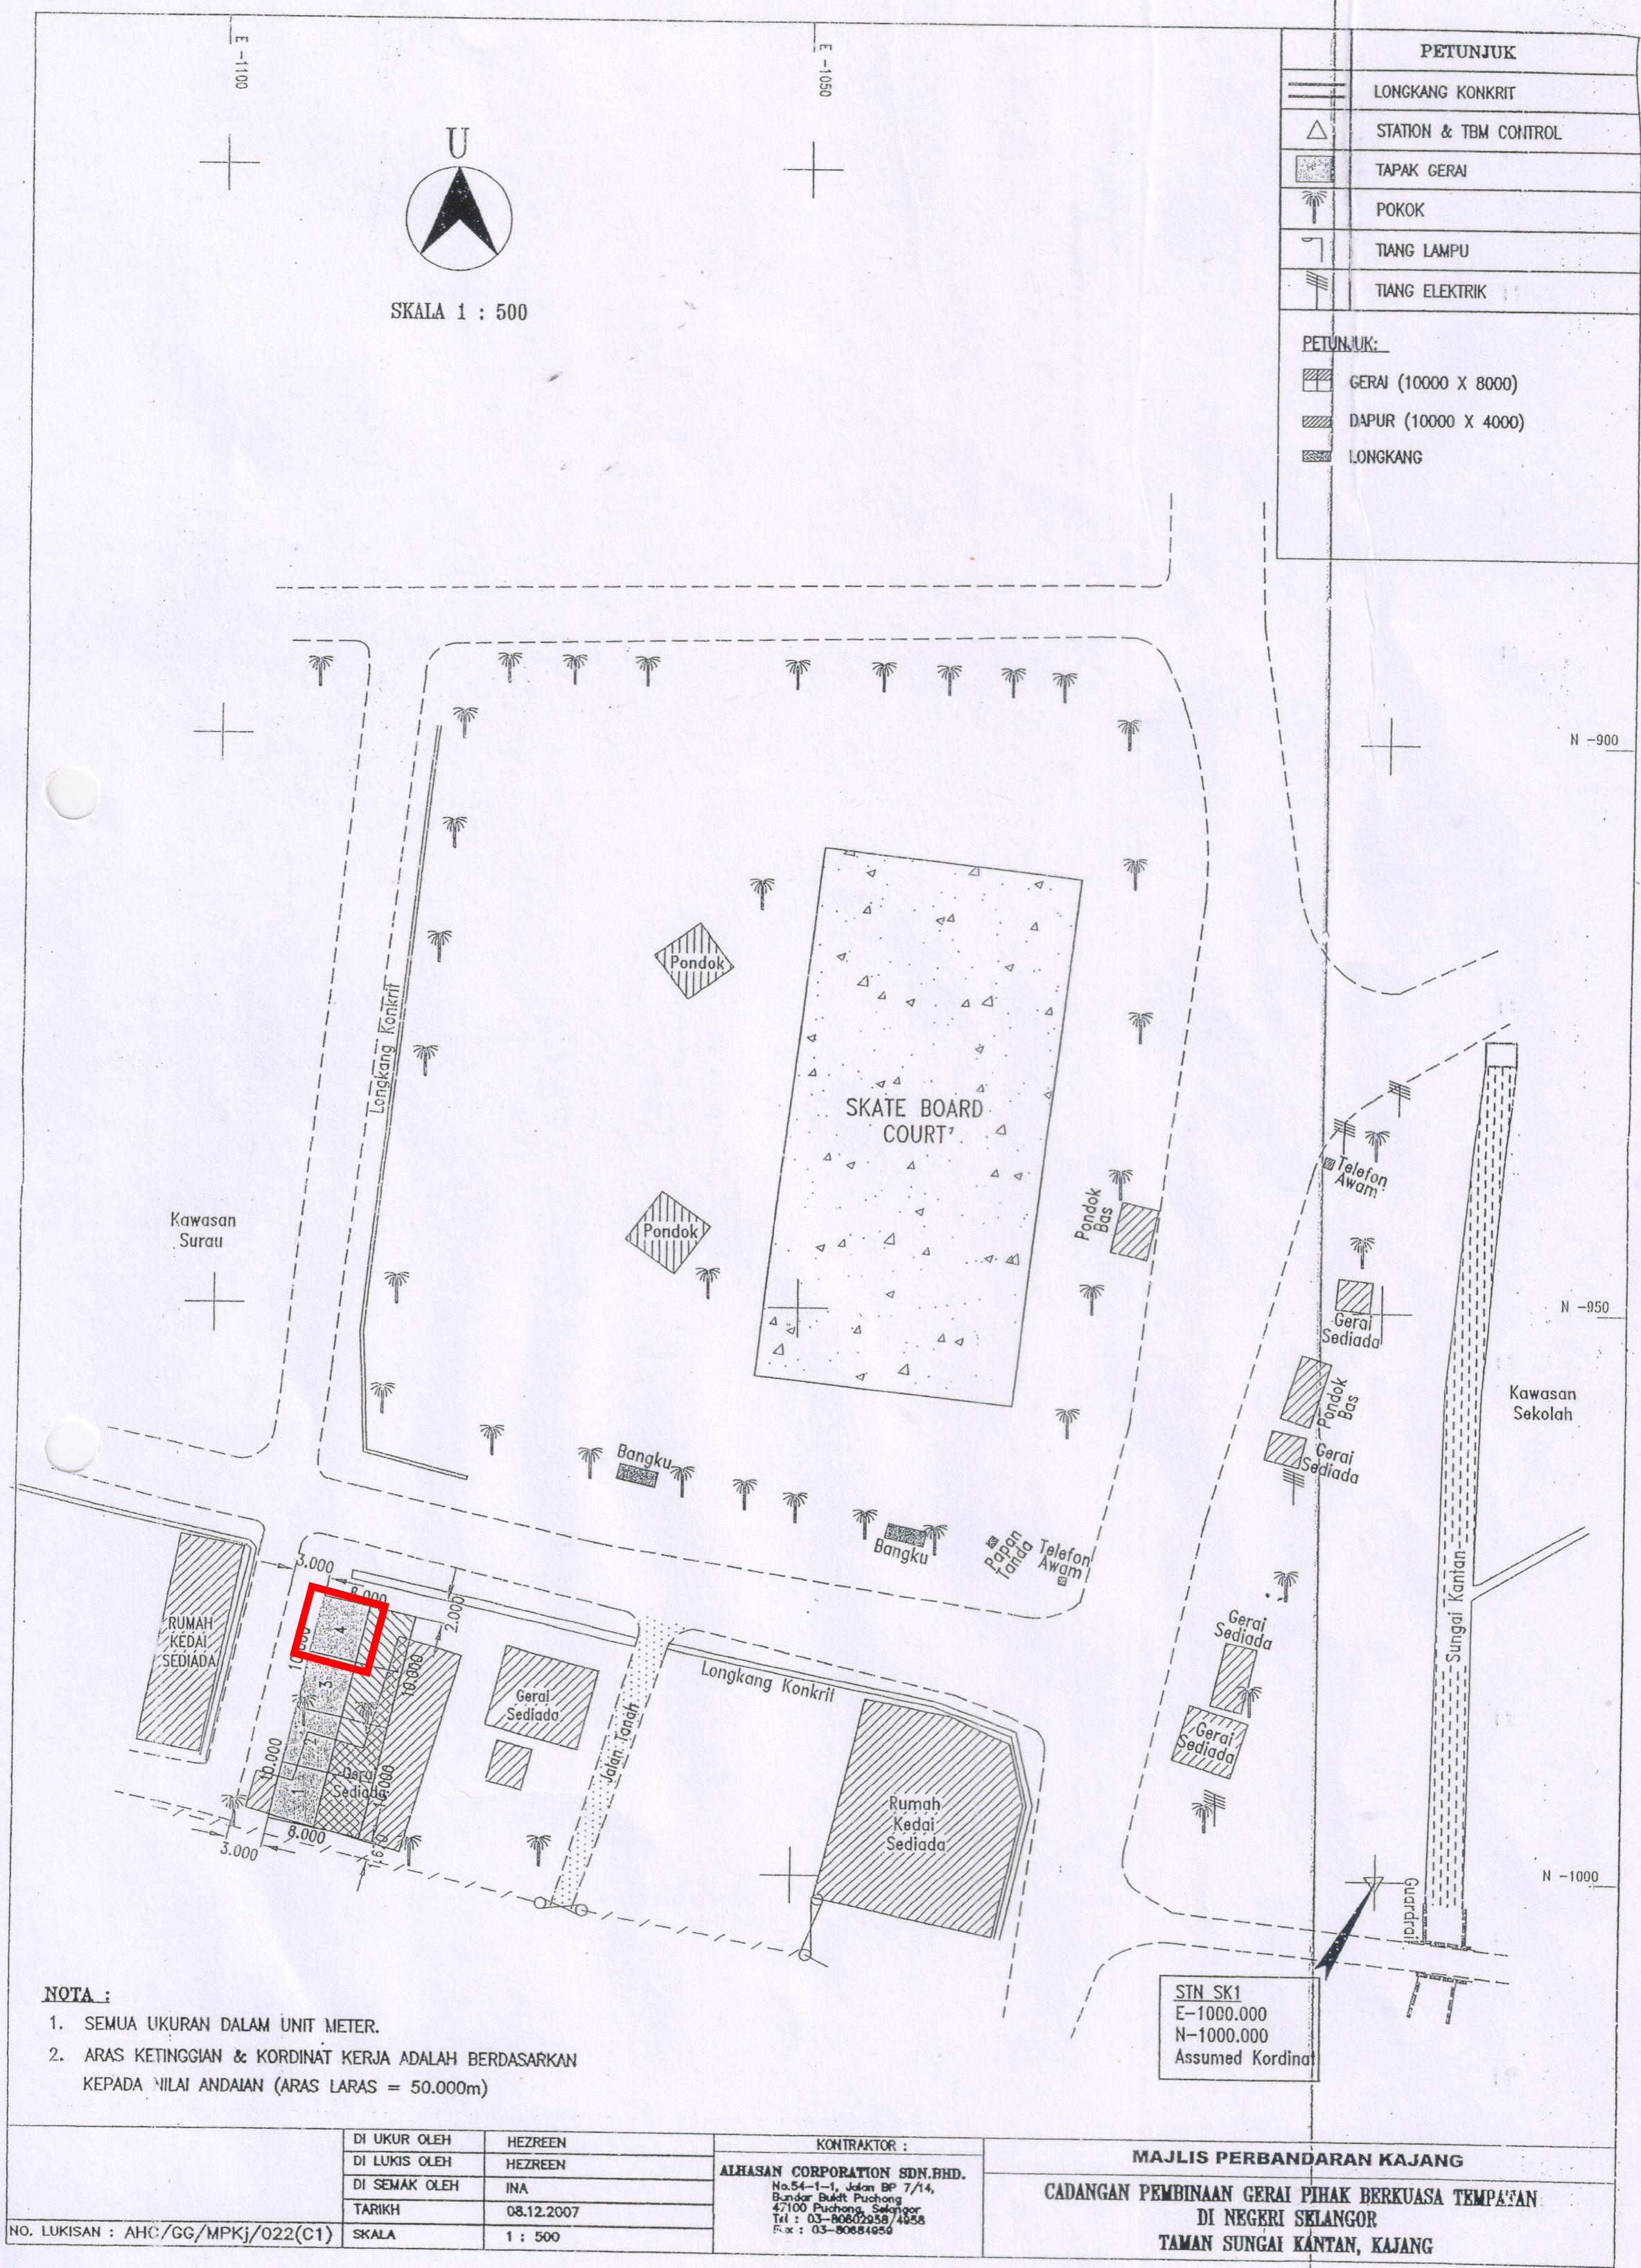 E -1100
E -1050
U
SKALA 1 : 500
PETUNJUK
LONGKANG KONKRIT
STATION & TBM CONTROL
TAPAK GERAI
POKOK
TIANG LAMPU
TIANG ELEKTRIK
PETUNJUK:
GERAI (10000 X 8000)
DAPUR (10000 X 4000)
LONGKANG
N -900
Pondok
Longkang Konkrit
SKATE BOARD
COURT
Telefon
Awam
Pondok
Bas
Kawasan
Surau
Pondok
N -950
Gerai
Sediada
Pondok
Bas
Kawasan
Sekolah
Gerai
Sediada
Bangku
Bangku
Papan
Tanda
Telefon
Awam
Sungai Kantan
3.000
8.000
2.000
RUMAH
KEDAI
SEDIADA
4
10.000
3
2
1
10.000
Gerai
Sediada
8.000
3.000
Gerai
Sediada
Jalan Tanah
Longkang Konkrit
Rumah
Kedai
Sediada
Gerai
Sediada
Gerai
Sediada
N -1000
Guardrail
STN SK1
E-1000.000
N-1000.000
Assumed Kordinat
NOTA :
1. SEMUA UKURAN DALAM UNIT METER.
2. ARAS KETINGGIAN & KORDINAT KERJA ADALAH BERDASARKAN
KEPADA NILAI ANDAIAN (ARAS LARAS = 50.000m)
NO. LUKISAN : AHC/GG/MPKj/022(C1)
DI UKUR OLEH HEZREEN
DI LUKIS OLEH HEZREEN
DI SEMAK OLEH INA
TARIKH 08.12.2007
SKALA 1 : 500
KONTRAKTOR :
ALHASAN CORPORATION SDN.BHD.
No.54-1-1, Jalan BP 7/14,
Bandar Bukit Puchong
47100 Puchong, Selangor
Tel : 03-80602958/4958
Fax : 03-80684959
MAJLIS PERBANDARAN KAJANG
CADANGAN PEMBINAAN GERAI PIHAK BERKUASA TEMPATAN
DI NEGERI SELANGOR
TAMAN SUNGAI KANTAN, KAJANG